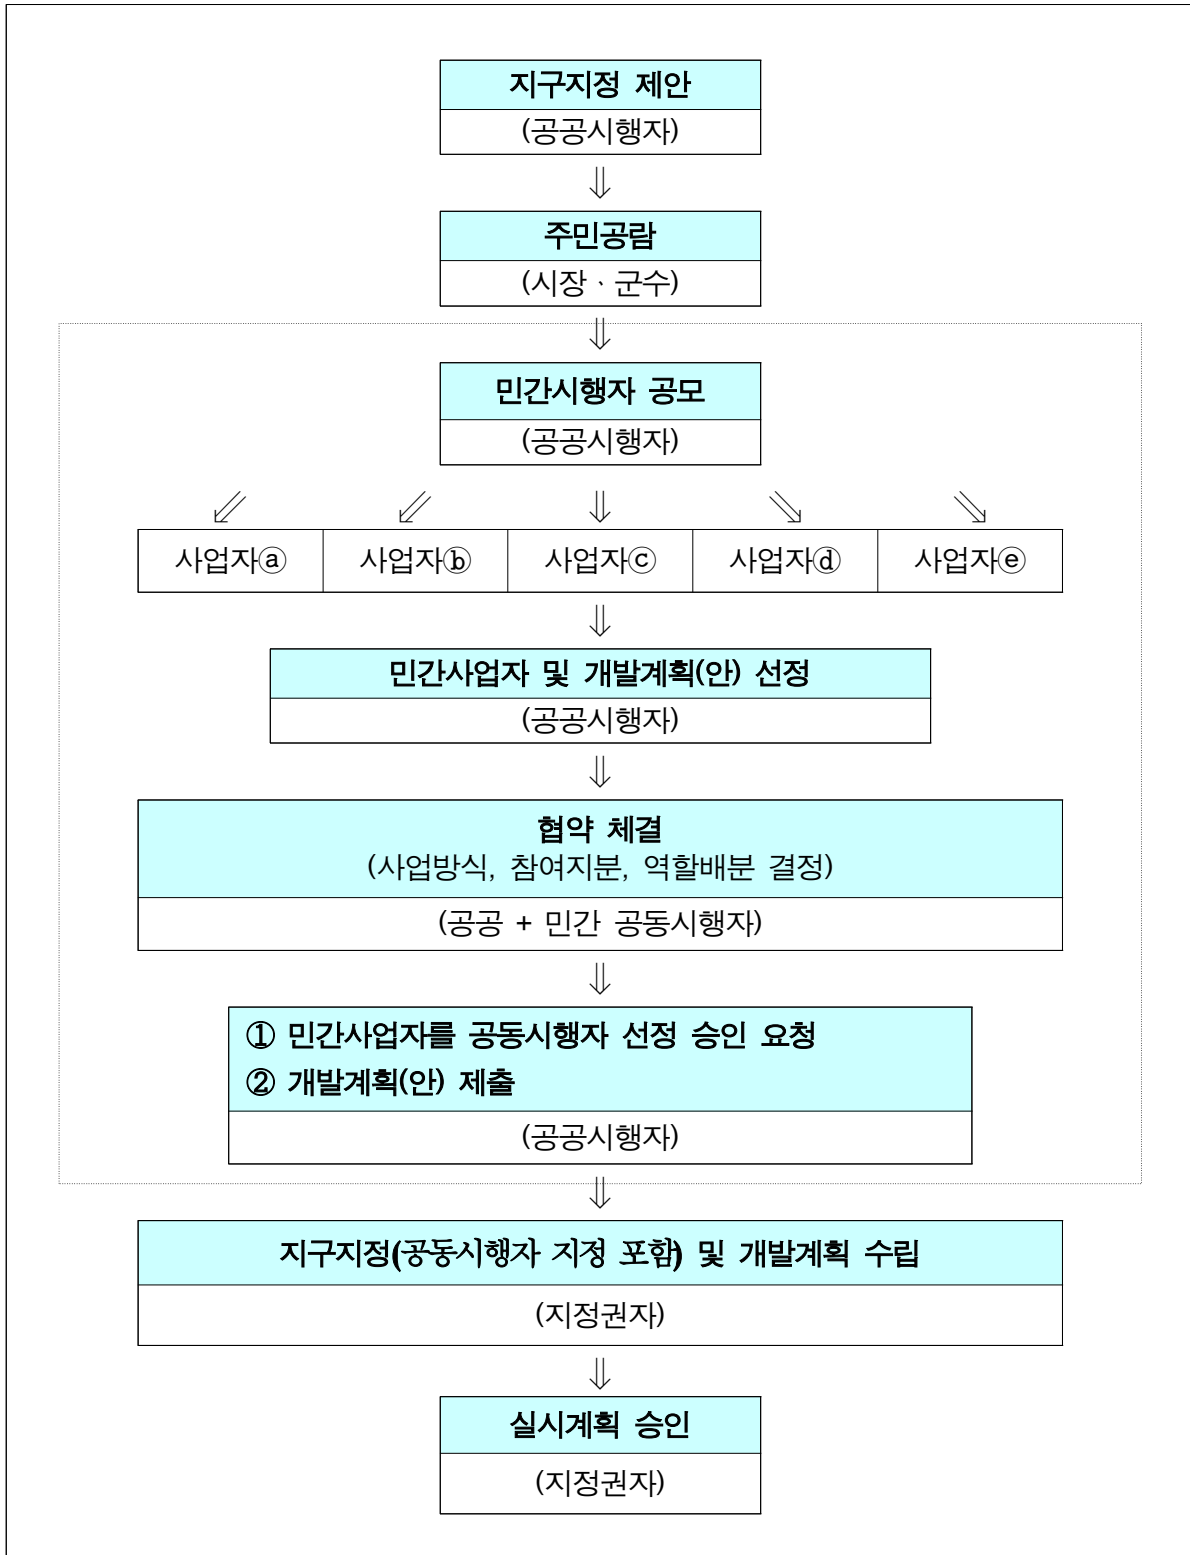 지구지정 제안
(공공시행자)
⇓
주민공람
(시장ㆍ군수)
⇓
민간시행자 공모
(공공시행자)
⇙ ⇙ ⇓ ⇘ ⇘
사업자ⓐ 사업자ⓑ 사업자ⓒ 사업자ⓓ 사업자ⓔ
⇓
민간사업자 및 개발계획(안) 선정
(공공시행자)
⇓
협약 체결
(사업방식, 참여지분, 역할배분 결정)
(공공 + 민간 공동시행자)
⇓
① 민간사업자를 공동시행자 선정 승인 요청
② 개발계획(안) 제출
(공공시행자)
⇓
지구지정(공동시행자 지정 포함) 및 개발계획 수립
(지정권자)
⇓
실시계획 승인
(지정권자)